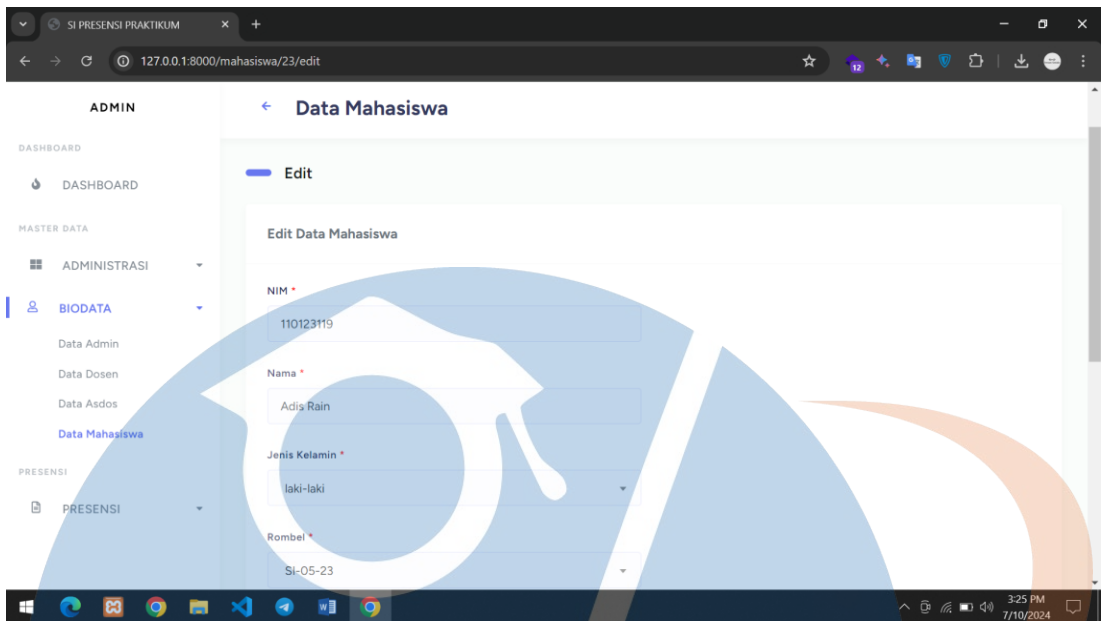 SI PRESENSI PRAKTIKUM
127.0.0.1:8000/mahasiswa/23/edit
12
ADMIN
Data Mahasiswa
DASHBOARD
Edit
DASHBOARD
MASTER DATA
Edit Data Mahasiswa
ADMINISTRASI
NIM *
BIODATA
110123119
Data Admin
Data Dosen
Nama *
Data Asdos
Adis Rain
Data Mahasiswa
Jenis Kelamin *
PRESENSI
laki-laki
PRESENSI
Rombel *
SI-05-23
3:25 PM
7/10/2024